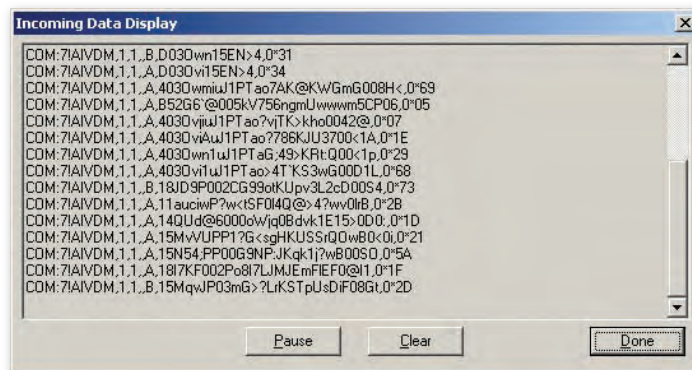 Incoming Data Display
COM:7!AIVDM,1,1,,B,D03Own15EN>4,0*31
COM:7!AIVDM,1,1,,A,D03Ovi15EN>4,0*34
COM:7!AIVDM,1,1,,A,403OwmiuJ1PTao7AK@KWGmG008H<,0*69
COM:7!AIVDM,1,1,,A,B52G6`@005kV756ngmUwwwm5CP06,0*05
COM:7!AIVDM,1,1,,A,403OvjiuJ1PTao?vjTK>kho0042@,0*07
COM:7!AIVDM,1,1,,A,403OviAuJ1PTao?786KJU3700<1A,0*1E
COM:7!AIVDM,1,1,,A,403Own1uJ1PTaG;49>KRt:Q00<1p,0*29
COM:7!AIVDM,1,1,,A,403Ovi1uJ1PTao>4T`KS3wG00D1L,0*68
COM:7!AIVDM,1,1,,B,18JD9P002CG99otKUpv3L2cD00S4,0*73
COM:7!AIVDM,1,1,,A,11auciwP?w<tSF0l4Q@>4?wv0lrB,0*2B
COM:7!AIVDM,1,1,,A,14QUd@6000oWjq0Bdvk1E15>0D0:,0*1D
COM:7!AIVDM,1,1,,A,15MvVUPP1?G<sgHKUSSrQOwB0<0i,0*21
COM:7!AIVDM,1,1,,A,15N54;PP00G9NP:JKqk1j?wB00SO,0*5A
COM:7!AIVDM,1,1,,A,18I7KF002Po8I7LJMJEmFlEF0@I1,0*1F
COM:7!AIVDM,1,1,,B,15MqvJP03mG>?LrKSTpUsDiF08Gt,0*2D
Pause Clear Done